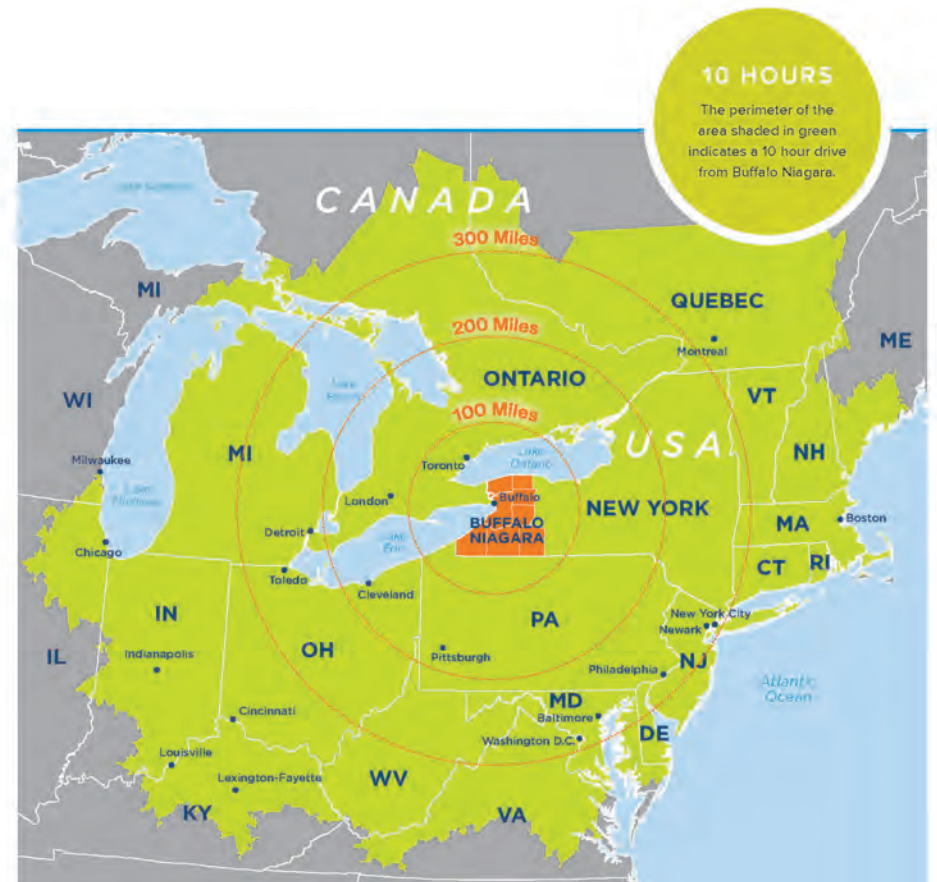 10 HOURS
The perimeter of the
area shaded in green
indicates a 10 hour drive
from Buffalo Niagara.
CANADA
300 Miles
MI
QUEBEC
200 Miles
Montreal
ME
ONTARIO
VT
WI
100 Miles
USA
MI
NH
Milwaukee
Toronto
Lake
Ontario
London
Buffalo
NEW YORK
BUFFALO
NIAGARA
MA
Boston
Detroit
Lake
Erie
Chicago
CT
RI
Toledo
Cleveland
IN
PA
New York City
Newark
OH
IL
Indianapolis
Pittsburgh
Philadelphia
NJ
Atlantic
Ocean
MD
Cincinnati
Baltimore
DE
Washington D.C.
Louisville
Lexington-Fayette
WV
KY
VA